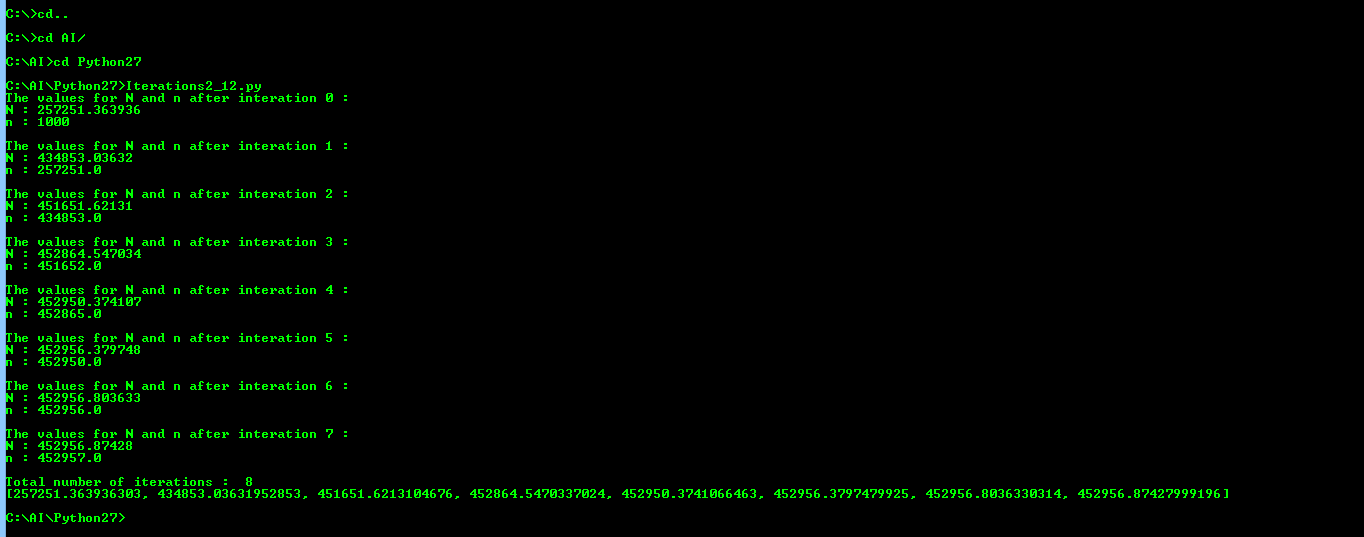 C:\>cd..
C:\>cd AI/
C:\AI>cd Python27
C:\AI\Python27>Iterations2_12.py
The values for N and n after interation 0 :
N : 257251.363936
n : 1000
The values for N and n after interation 1 :
N : 434853.03632
n : 257251.0
The values for N and n after interation 2 :
N : 451651.62131
n : 434853.0
The values for N and n after interation 3 :
N : 452864.547034
n : 451652.0
The values for N and n after interation 4 :
N : 452950.374107
n : 452865.0
The values for N and n after interation 5 :
N : 452956.379748
n : 452950.0
The values for N and n after interation 6 :
N : 452956.803633
n : 452956.0
The values for N and n after interation 7 :
N : 452956.87428
n : 452957.0
Total number of iterations :  8
[257251.363936303, 434853.03631952853, 451651.6213104676, 452864.5470337024, 452950.3741066463, 452956.3797479925, 452956.8036330314, 452956.87427999196]
C:\AI\Python27>